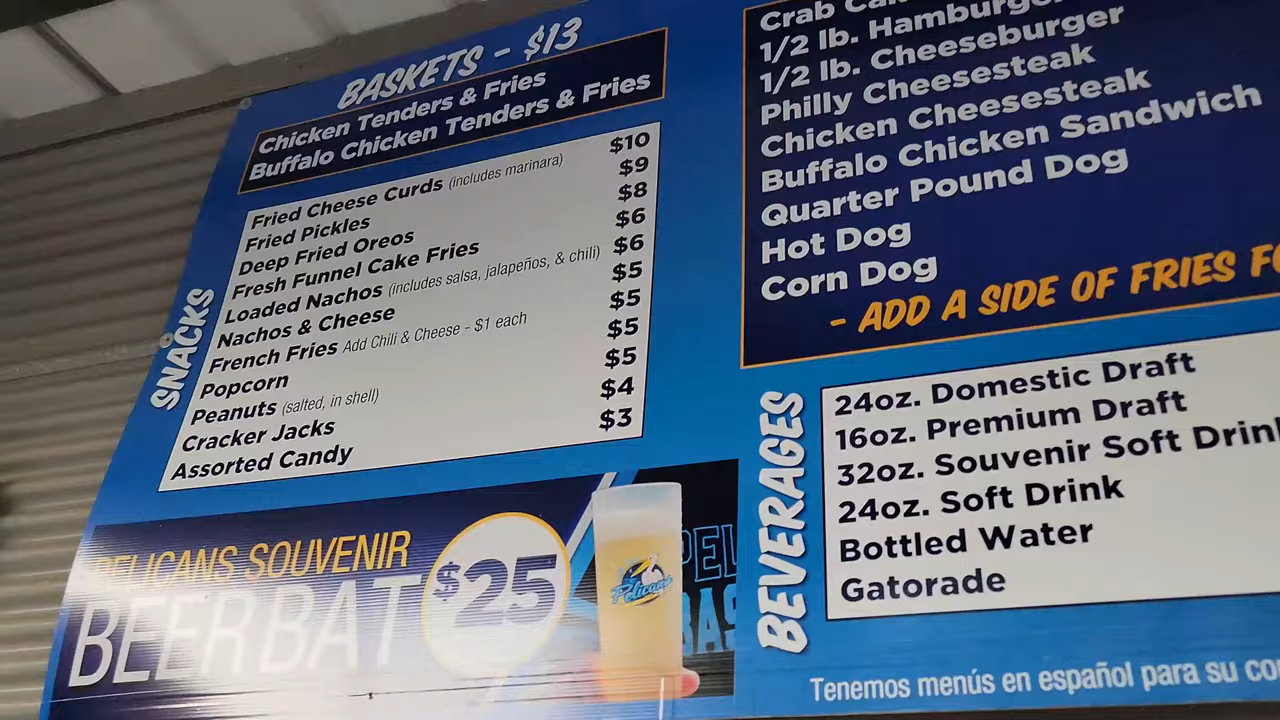 BASKETS - $13
Chicken Tenders & Fries
Buffalo Chicken Tenders & Fries
SNACKS
Fried Cheese Curds (includes marinara) $10
Fried Pickles $9
Deep Fried Oreos $8
Fresh Funnel Cake Fries $6
Loaded Nachos (includes salsa, jalapeños, & chili) $6
Nachos & Cheese $5
French Fries Add Chili & Cheese - $1 each $5
Popcorn $5
Peanuts (salted, in shell) $5
Cracker Jacks $4
Assorted Candy $3
PELICANS SOUVENIR
BEER BAT
$25
Pelicans
Crab
1/2 lb. Hamburger
1/2 lb. Cheeseburger
Philly Cheesesteak
Chicken Cheesesteak
Buffalo Chicken Sandwich
Quarter Pound Dog
Hot Dog
Corn Dog
- ADD A SIDE OF FRIES
BEVERAGES
24oz. Domestic Draft
16oz. Premium Draft
32oz. Souvenir Soft Drink
24oz. Soft Drink
Bottled Water
Gatorade
Tenemos menús en español para su